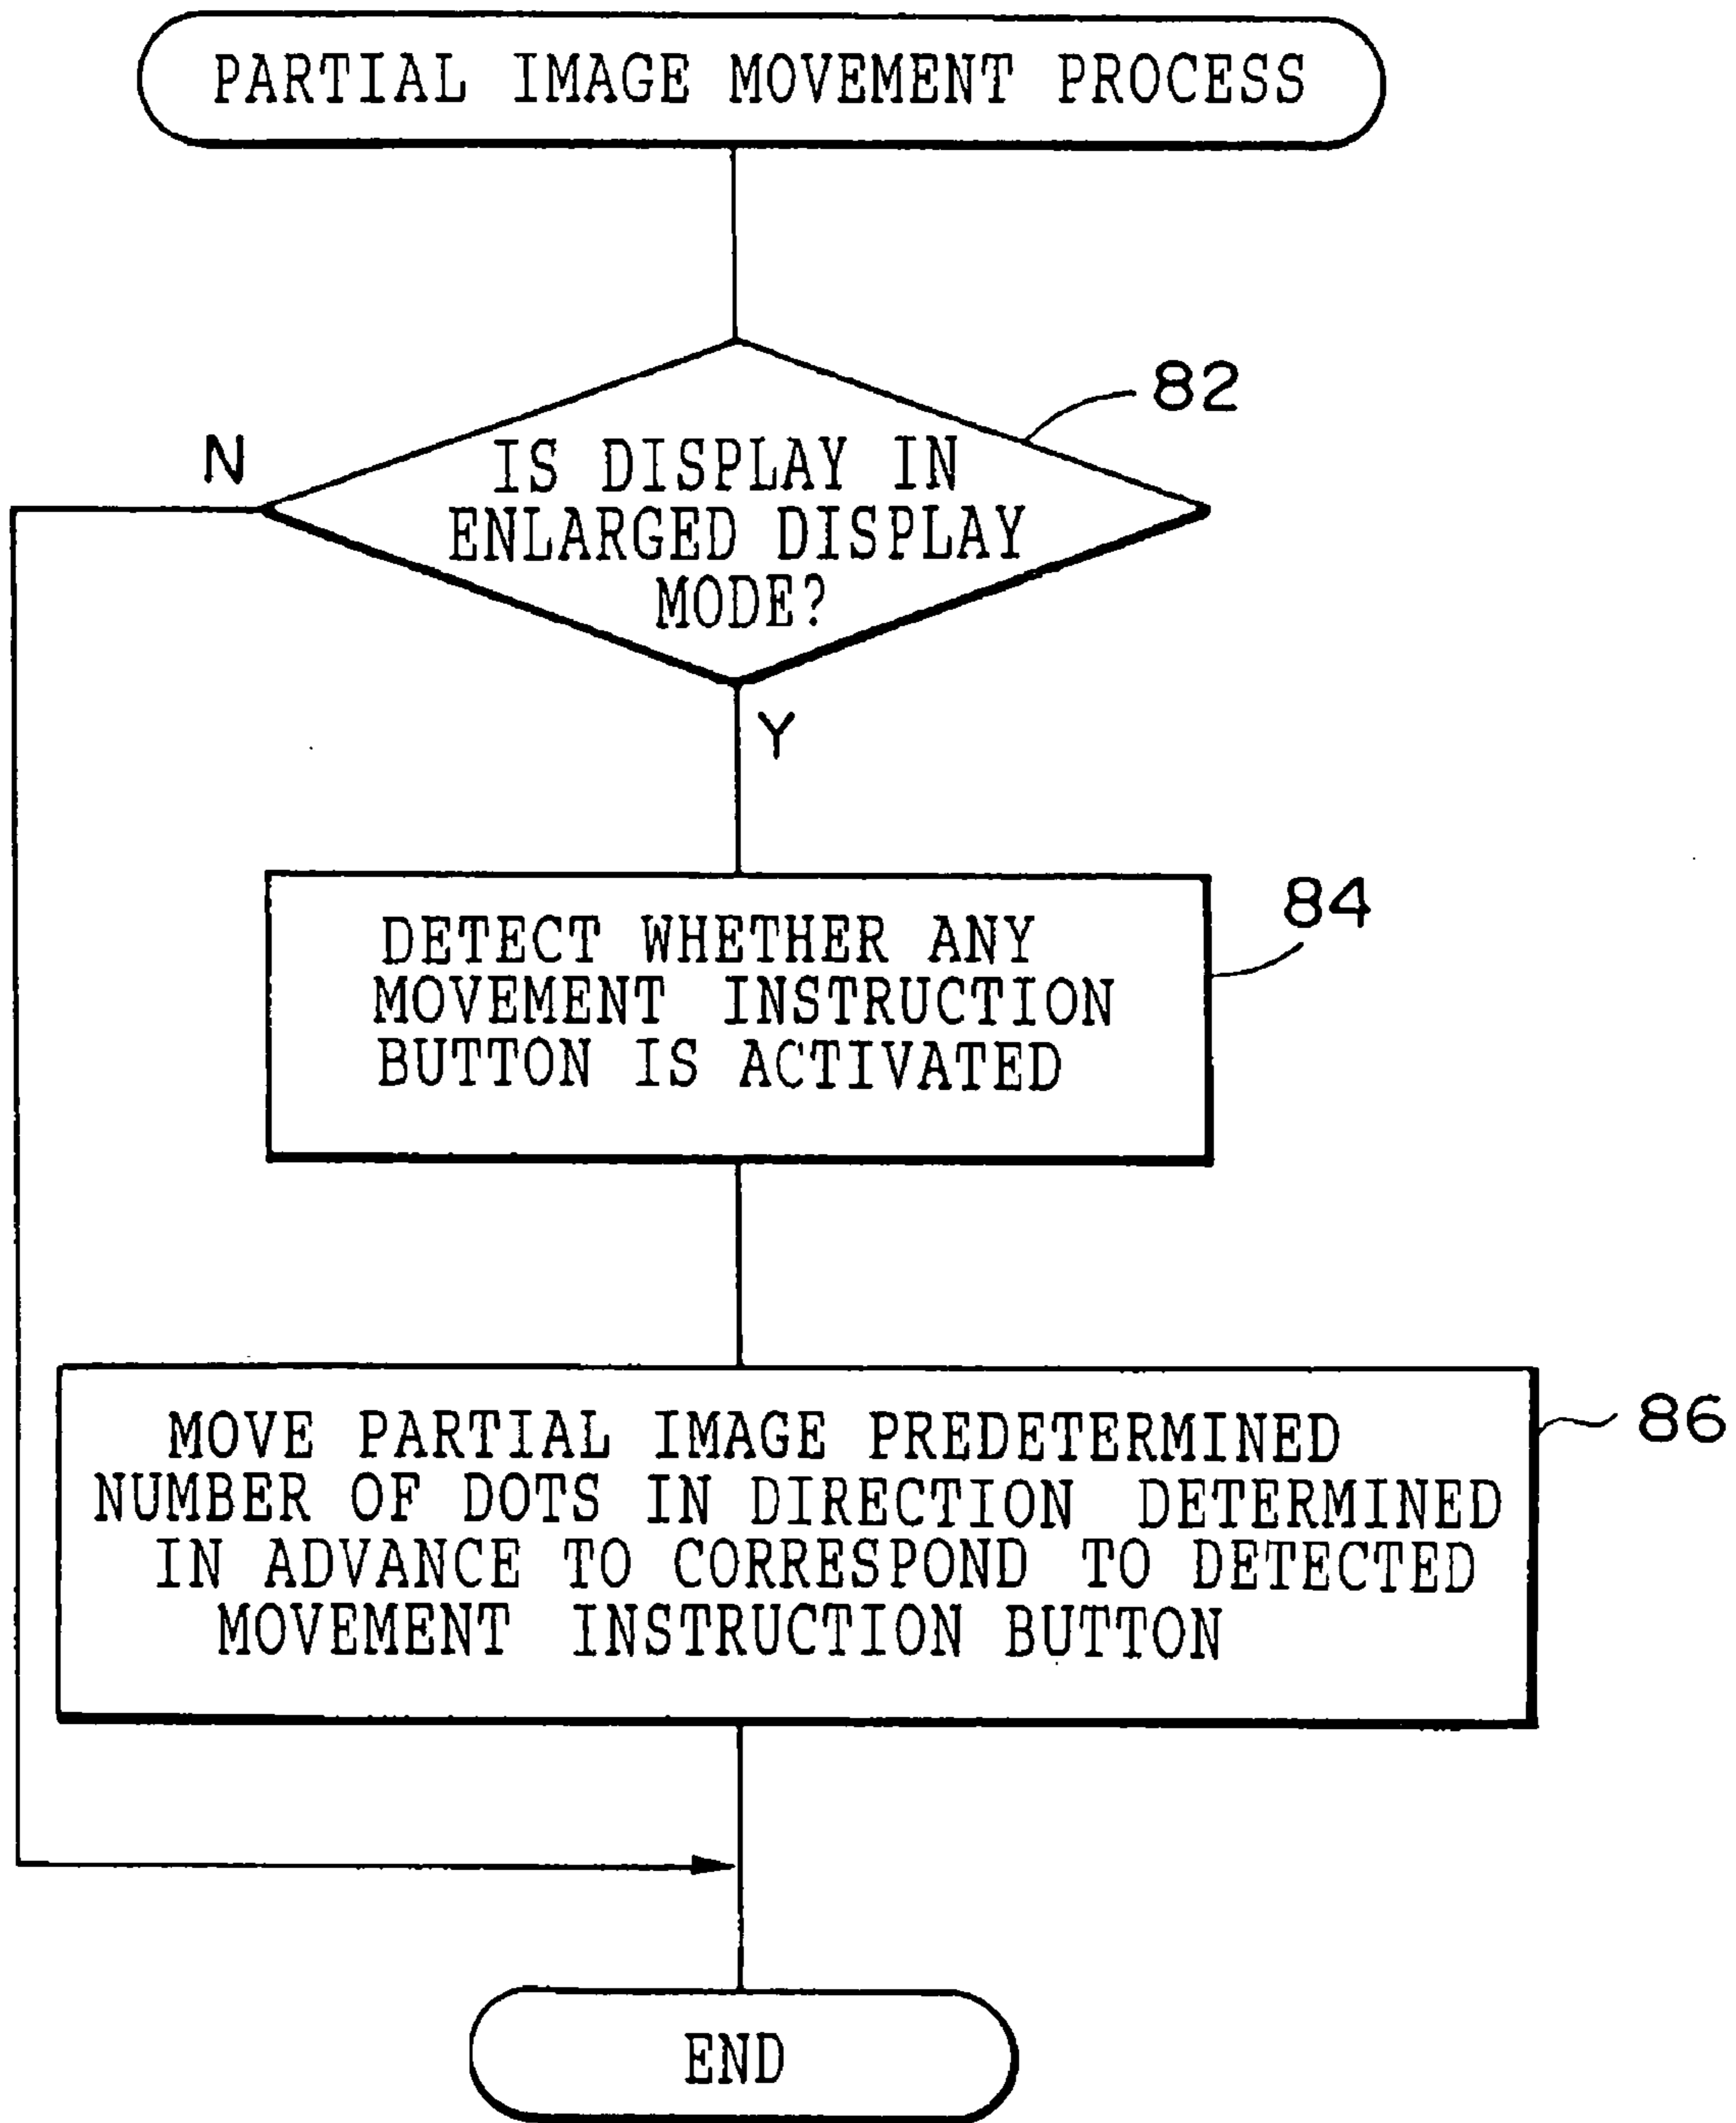 PARTIAL IMAGE MOVEMENT PROCESS
82
N
IS DISPLAY IN
ENLARGED DISPLAY
MODE?
Y
84
DETECT WHETHER ANY
MOVEMENT INSTRUCTION
BUTTON IS ACTIVATED
86
MOVE PARTIAL IMAGE PREDETERMINED
NUMBER OF DOTS IN DIRECTION DETERMINED
IN ADVANCE TO CORRESPOND TO DETECTED
MOVEMENT INSTRUCTION BUTTON
END